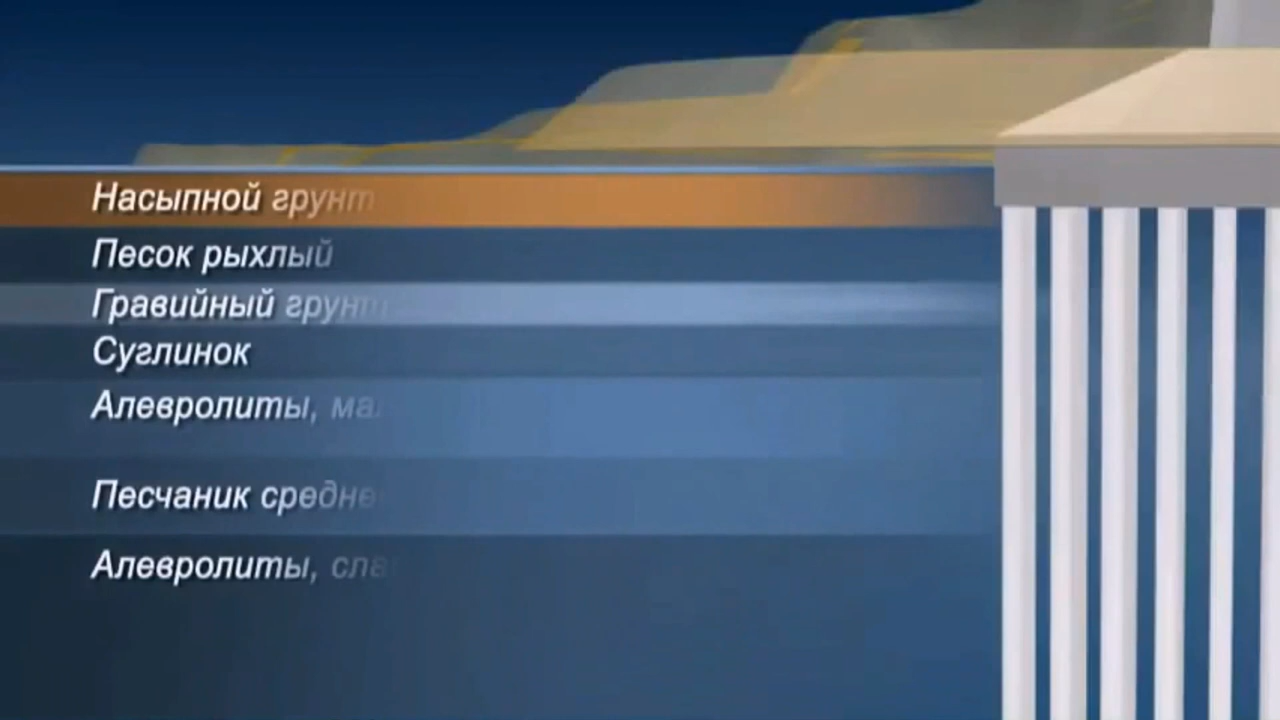 Насыпной грунт
Песок рыхлый
Гравийный грунт
Суглинок
Алевролиты,
Песчаник
Алевролиты,